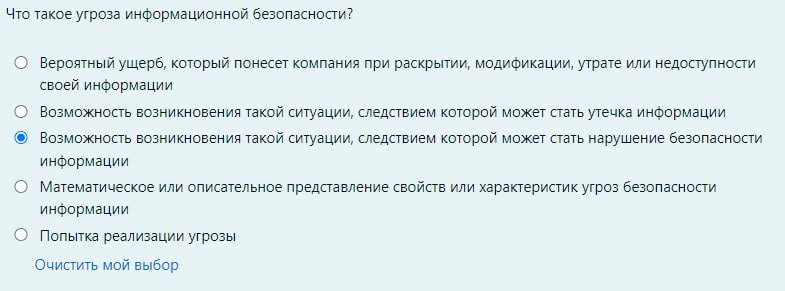 Что такое угроза информационной безопасности?
Вероятный ущерб, который понесет компания при раскрытии, модификации, утрате или недоступности
своей информации
Возможность возникновения такой ситуации, следствием которой может стать утечка информации
Возможность возникновения такой ситуации, следствием которой может стать нарушение безопасности
информации
Математическое или описательное представление свойств или характеристик угроз безопасности
информации
Попытка реализации угрозы
Очистить мой выбор